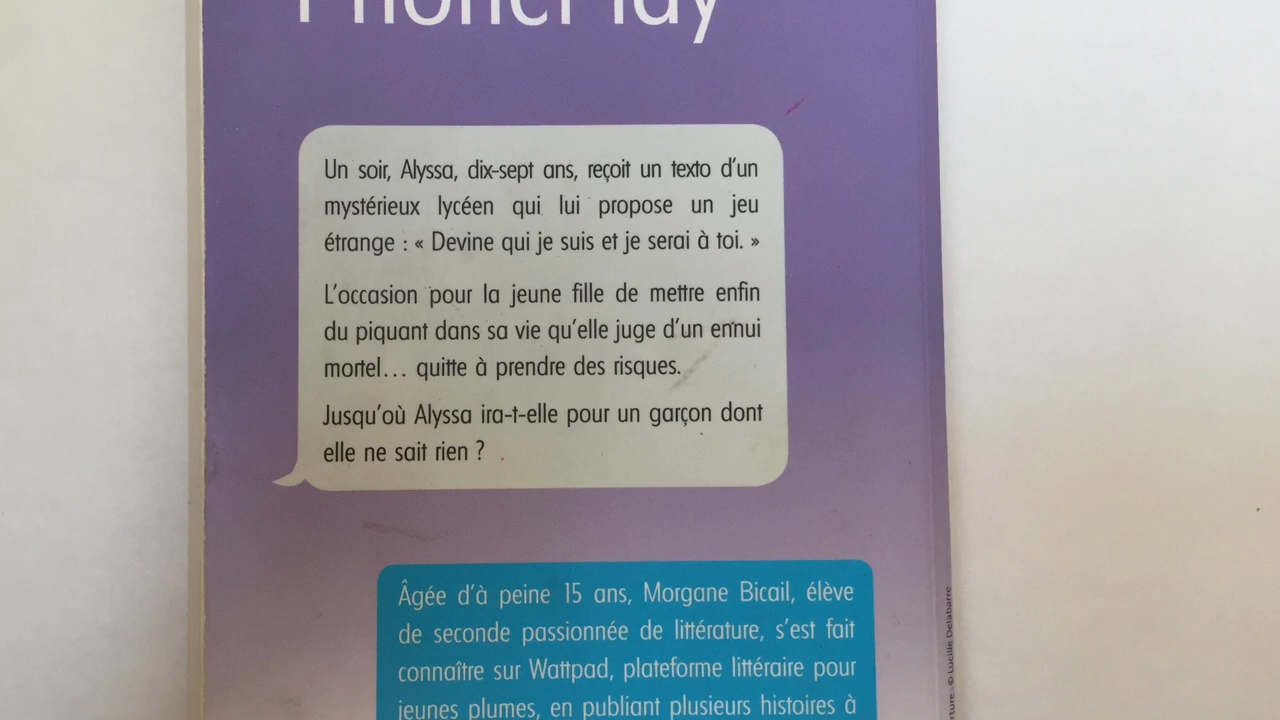 PhonePlay
Un soir, Alyssa, dix-sept ans, reçoit un texto d'un
mystérieux lycéen qui lui propose un jeu
étrange : « Devine qui je suis et je serai à toi. »
L'occasion pour la jeune fille de mettre enfin
du piquant dans sa vie qu'elle juge d'un ennui
mortel... quitte à prendre des risques.
Jusqu'où Alyssa ira-t-elle pour un garçon dont
elle ne sait rien ?
Âgée d'à peine 15 ans, Morgane Bicail, élève
de seconde passionnée de littérature, s'est fait
connaître sur Wattpad, plateforme littéraire pour
jeunes plumes, en publiant plusieurs histoires à
rture : © Lucille Delabarre